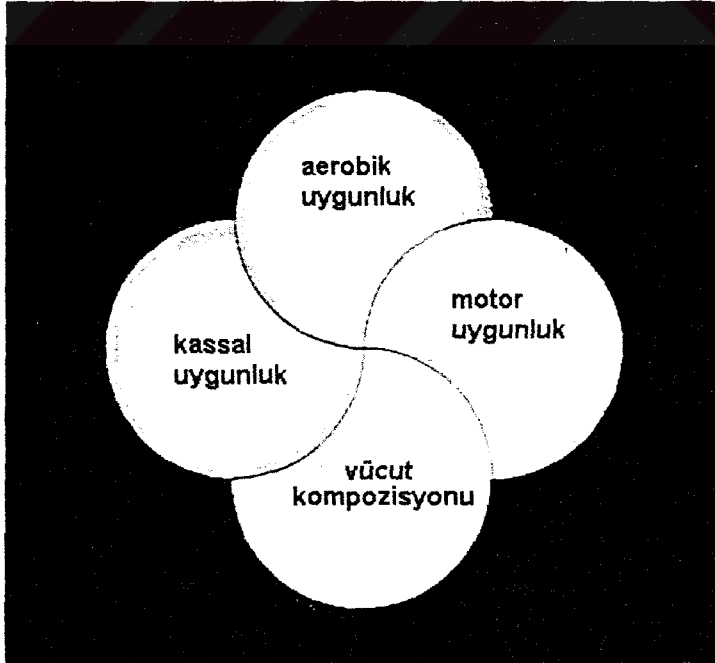 aerobik
uygunluk
motor
uygunluk
kassal
uygunluk
vücut
kompozisyonu